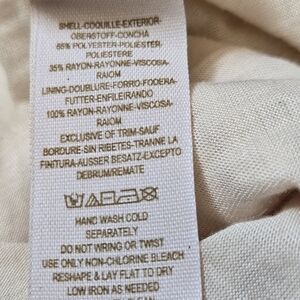 SHELL-COQUILLE-EXTERIOR-
OBERSTOFF-CONCHA
65% POLYESTER-POLIESTER-
POLIESTERE
35% RAYON-RAYONNE-VISCOSA-
RAIOM
LINING-DOUBLURE-FORRO-FODERA-
FUTTER-ENFILEIRANDO
100% RAYON-RAYONNE-VISCOSA-
RAIOM
EXCLUSIVE OF TRIM-SAUF
BORDURE-SIN RIBETES-TRANNE LA
FINITURA-AUSSER BESATZ-EXCEPTO
DEBRUM/REMATE
HAND WASH COLD
SEPARATELY
DO NOT WRING OR TWIST
USE ONLY NON-CHLORINE BLEACH
RESHAPE & LAY FLAT TO DRY
LOW IRON AS NEEDED